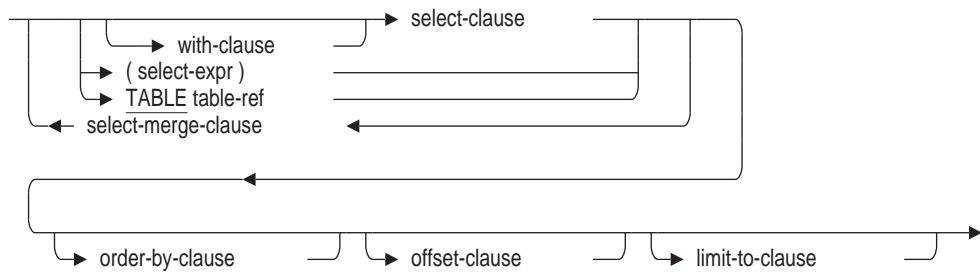 select-clause
with-clause
( select-expr )
TABLE table-ref
select-merge-clause
order-by-clause offset-clause limit-to-clause